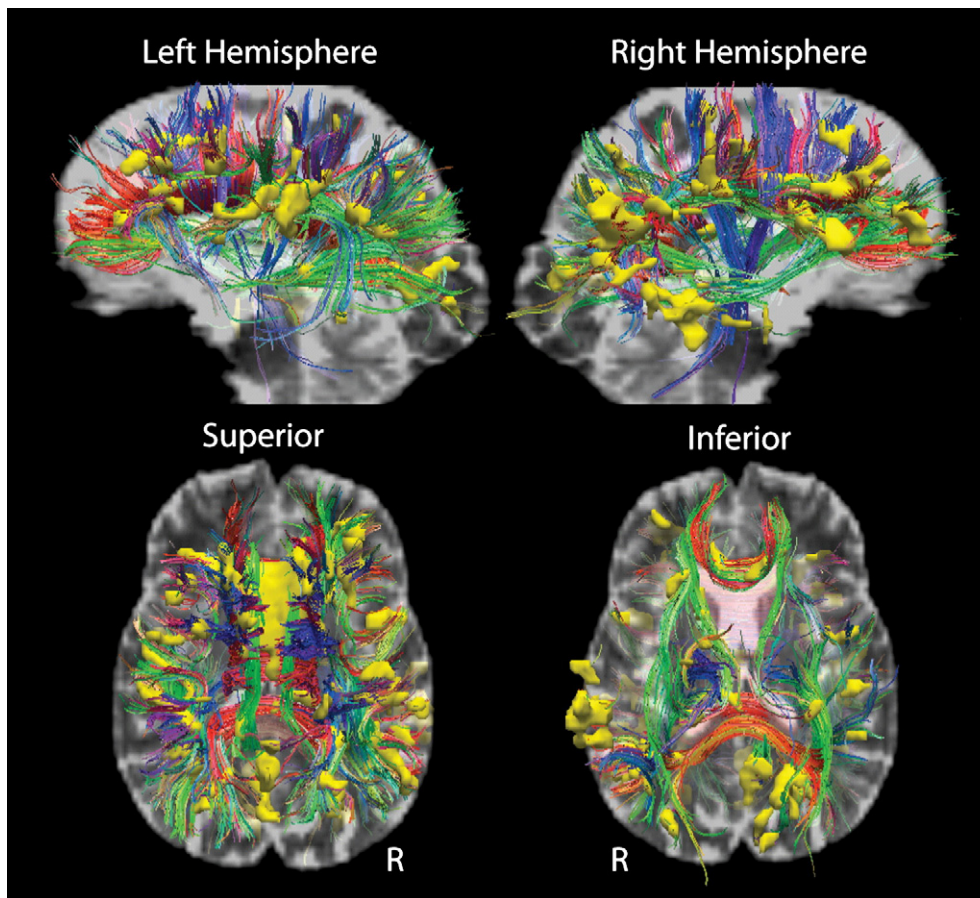 Left Hemisphere
Right Hemisphere
Superior
Inferior
R
R